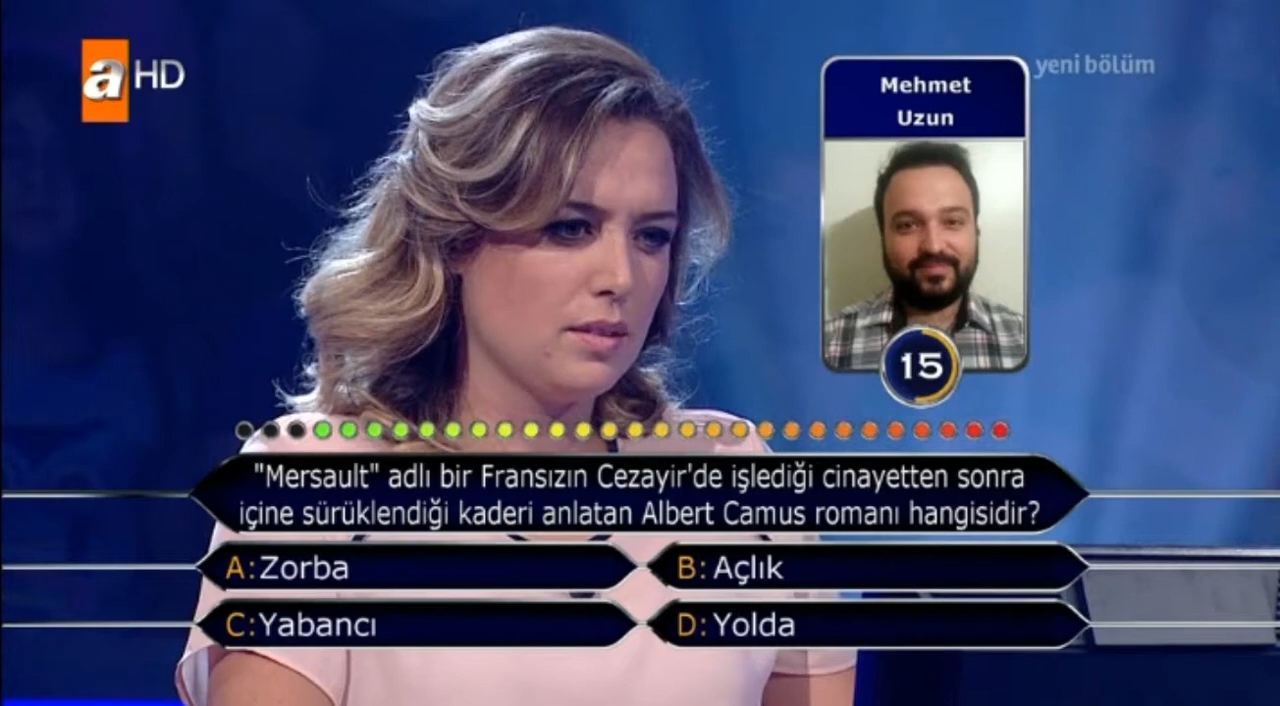 a HD
yeni bölüm
Mehmet
Uzun
15
"Mersault" adlı bir Fransızın Cezayir'de işlediği cinayetten sonra
içine sürüklendiği kaderi anlatan Albert Camus romanı hangisidir?
A: Zorba
B: Açlık
C: Yabancı
D: Yolda